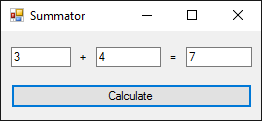 Summator
3 + 4 = 7
Calculate